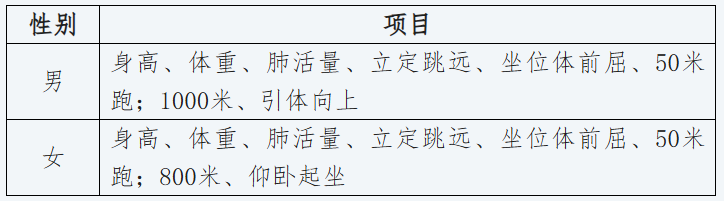 性别 项目
男 身高、体重、肺活量、立定跳远、坐位体前屈、50米
跑；1000米、引体向上
女 身高、体重、肺活量、立定跳远、坐位体前屈、50米
跑；800米、仰卧起坐